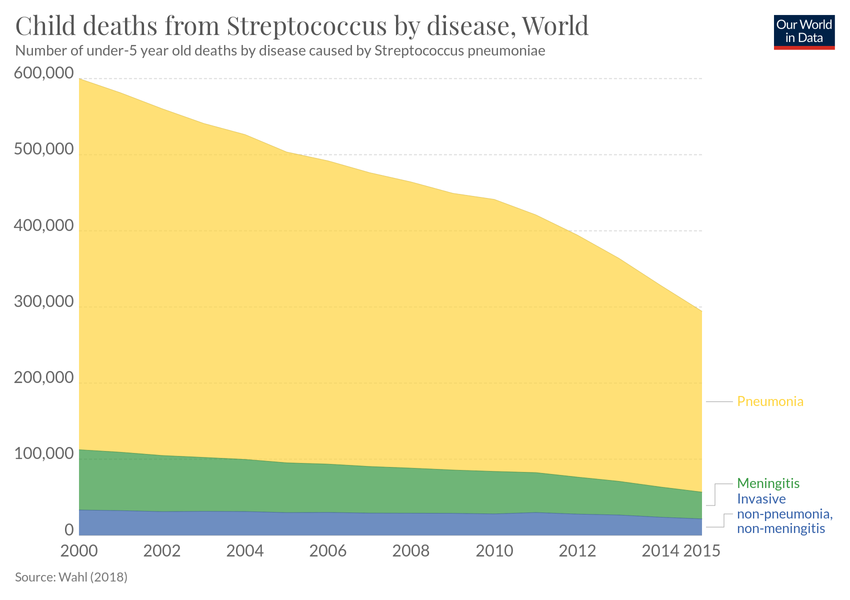 Child deaths from Streptococcus by disease, World
Our World
in Data
Number of under-5 year old deaths by disease caused by Streptococcus pneumoniae
600,000
500,000
400,000
300,000
200,000
100,000
0
Pneumonia
Meningitis
Invasive
non-pneumonia,
non-meningitis
2000 2002 2004 2006 2008 2010 2012 2014 2015
Source: Wahl (2018)